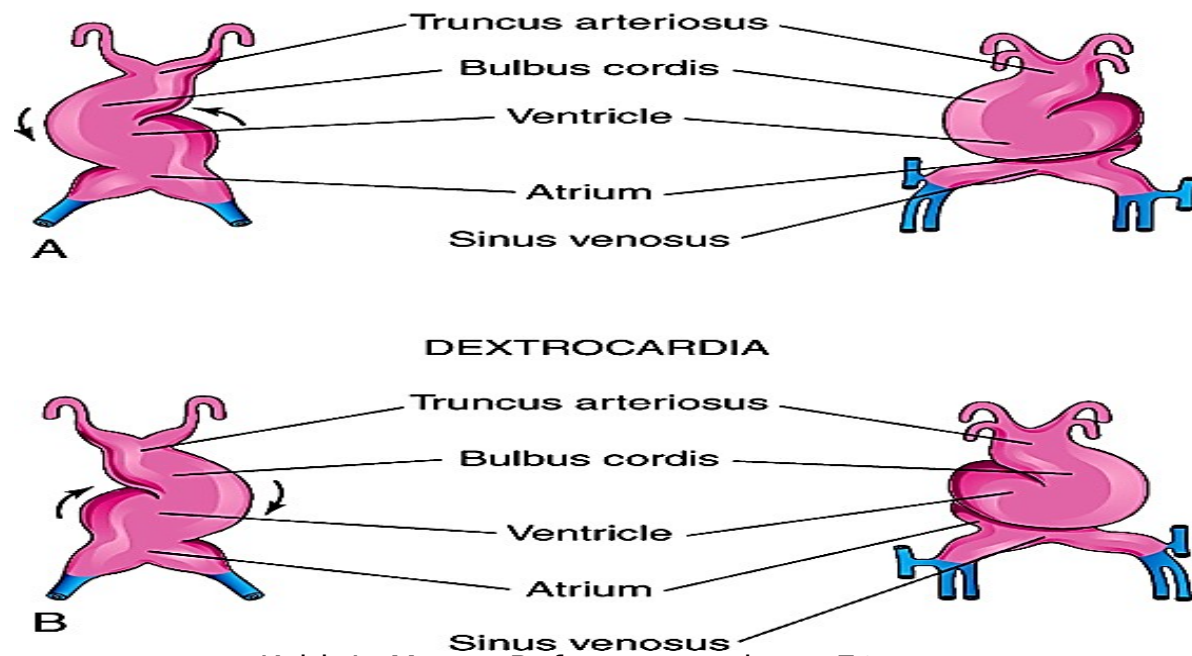 Truncus arteriosus
Bulbus cordis
Ventricle
Atrium
Sinus venosus
A
DEXTROCARDIA
Truncus arteriosus
Bulbus cordis
Ventricle
Atrium
B
Sinus venosus